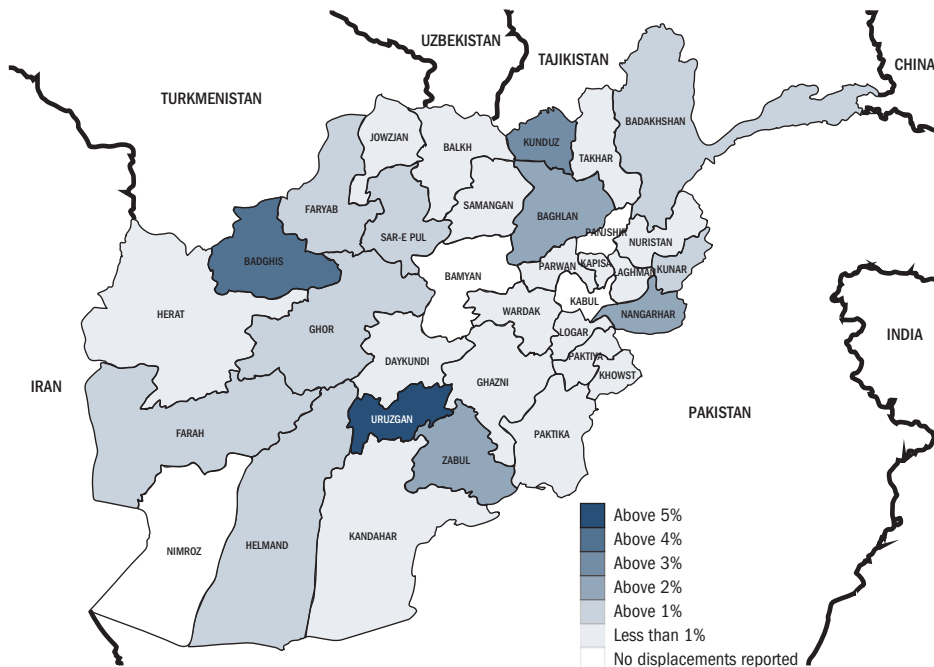 UZBEKISTAN
TAJIKISTAN
CHINA
TURKMENISTAN
JOWZJAN
BALKH
KUNDUZ
TAKHAR
BADAKHSHAN
FARYAB
SAMANGAN
BAGHLAN
SAR-E PUL
PANJSHIR
NURISTAN
BADGHIS
BAMYAN
PARWAN
KAPISA
LAGHMAN
KUNAR
HERAT
GHOR
WARDAK
KABUL
NANGARHAR
INDIA
LOGAR
DAYKUNDI
PAKTIYA
IRAN
GHAZNI
KHOWST
PAKISTAN
URUZGAN
FARAH
PAKTIKA
ZABUL
NIMROZ
HELMAND
KANDAHAR
Above 5%
Above 4%
Above 3%
Above 2%
Above 1%
Less than 1%
No displacements reported